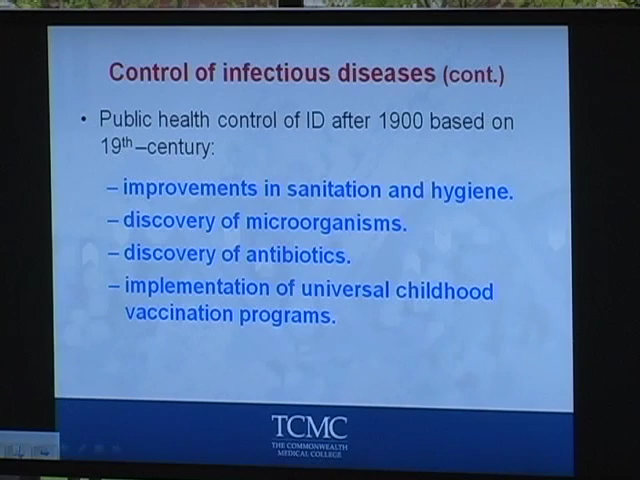 Control of infectious diseases (cont.)
• Public health control of ID after 1900 based on
19th –century:
– improvements in sanitation and hygiene.
– discovery of microorganisms.
– discovery of antibiotics.
– implementation of universal childhood
vaccination programs.
TCMC
THE COMMONWEALTH
MEDICAL COLLEGE